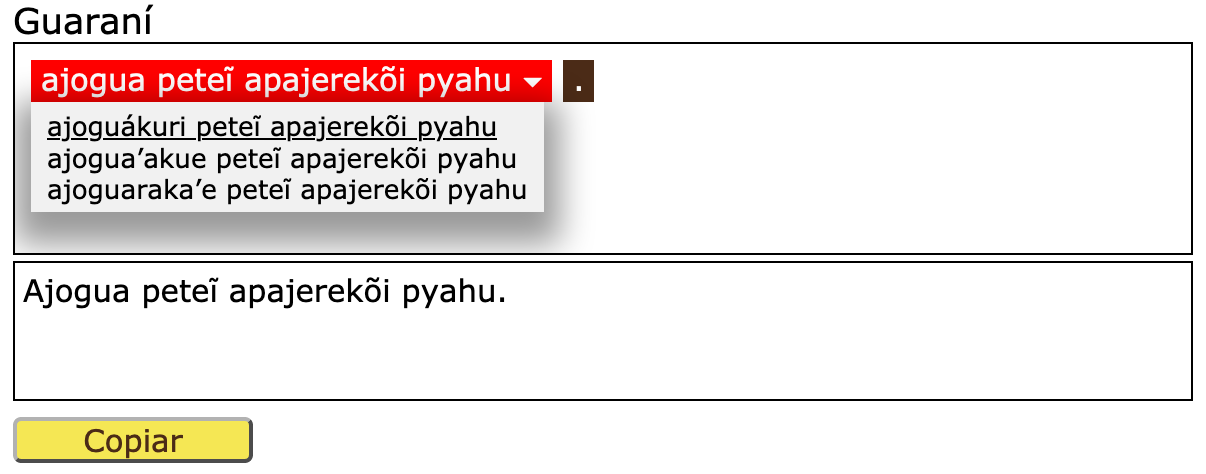 Guaraní
ajogua peteĩ apajerekõi pyahu .
ajoguákuri peteĩ apajerekõi pyahu
ajogua’akue peteĩ apajerekõi pyahu
ajoguaraka’e peteĩ apajerekõi pyahu
Ajogua peteĩ apajerekõi pyahu.
Copiar